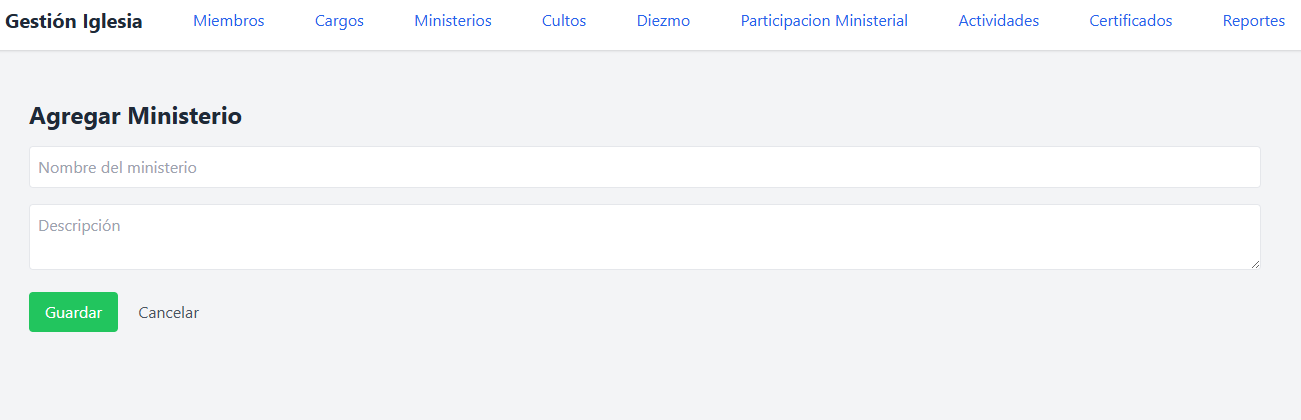 Gestión Iglesia Miembros Cargos Ministerios Cultos Diezmo Participacion Ministerial Actividades Certificados Reportes
Agregar Ministerio
Nombre del ministerio
Descripción
Guardar Cancelar